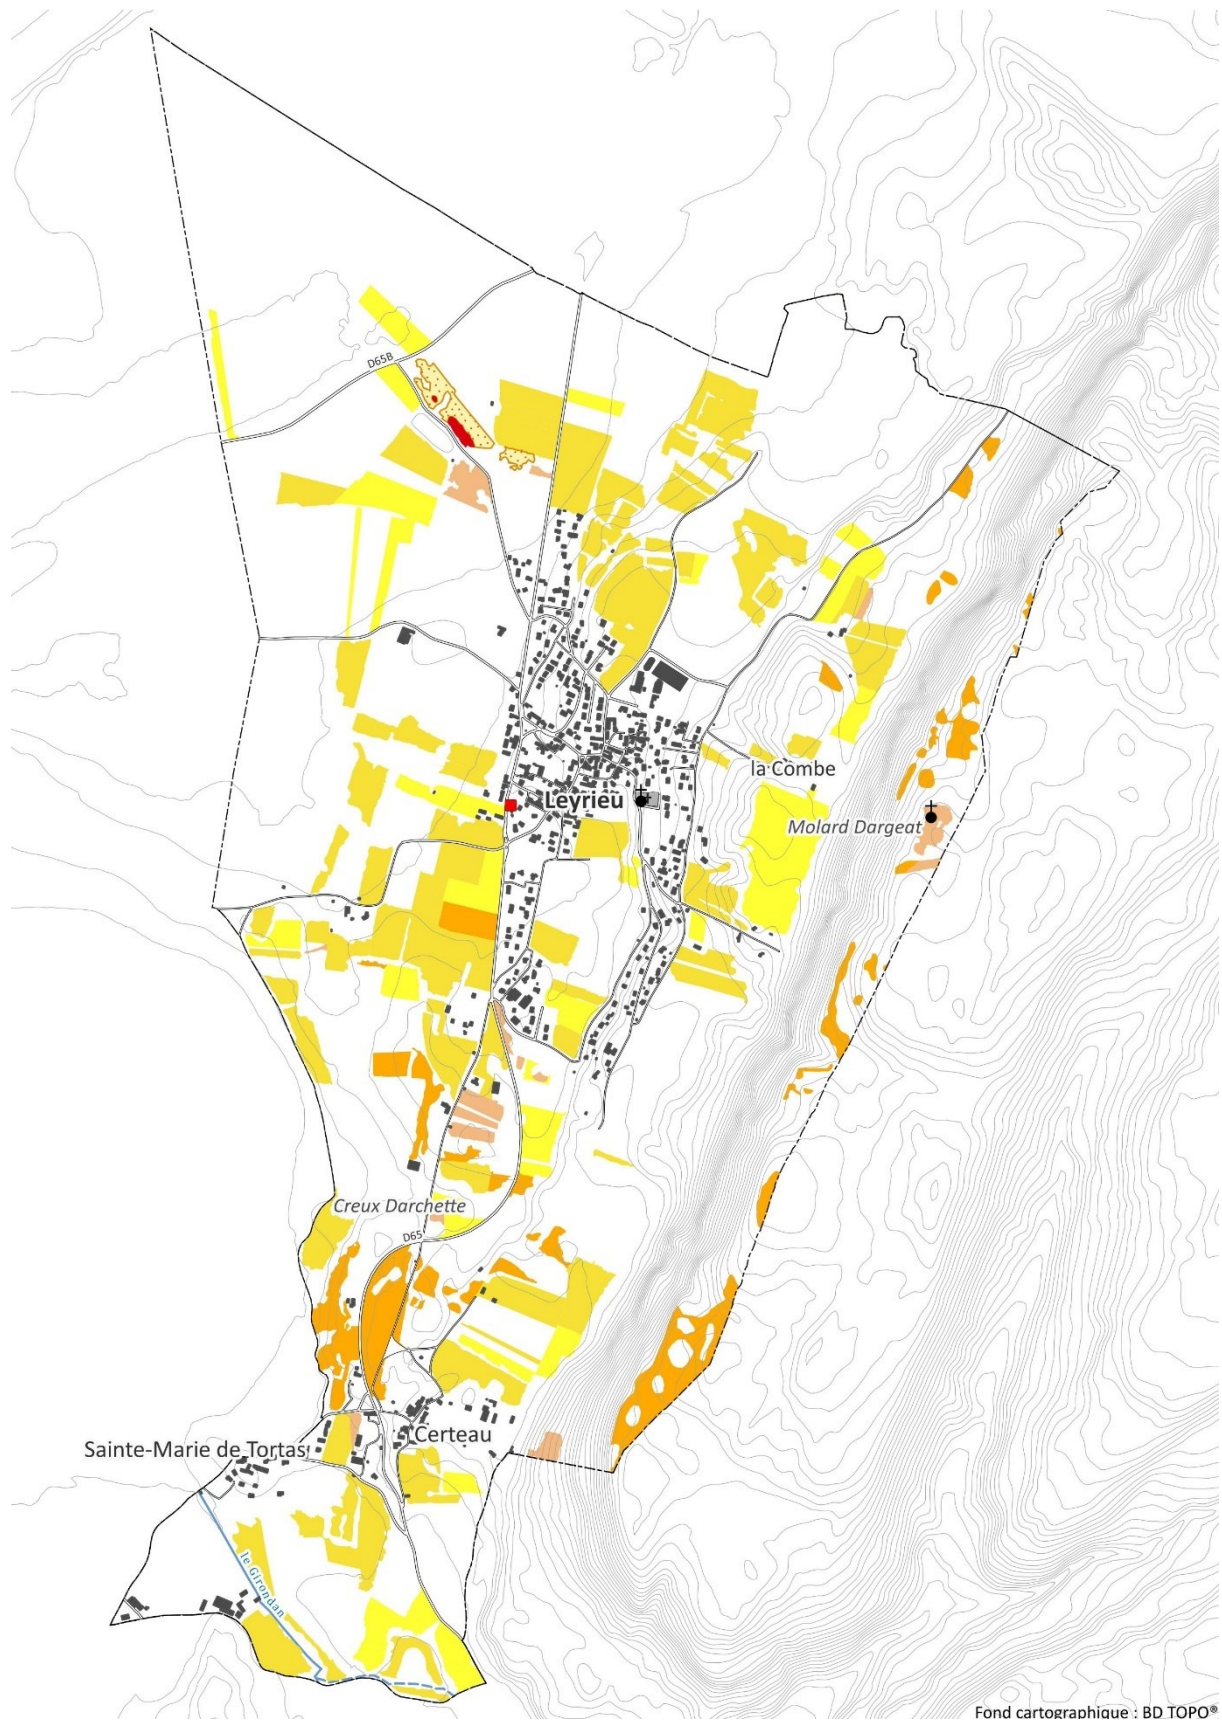 D65B
la Combe
Leyrieu
Molard Dargeat
Creux Darchette
D65
Certeau
Sainte-Marie de Tortas
le Girondan
Fond cartographique : BD TOPO®